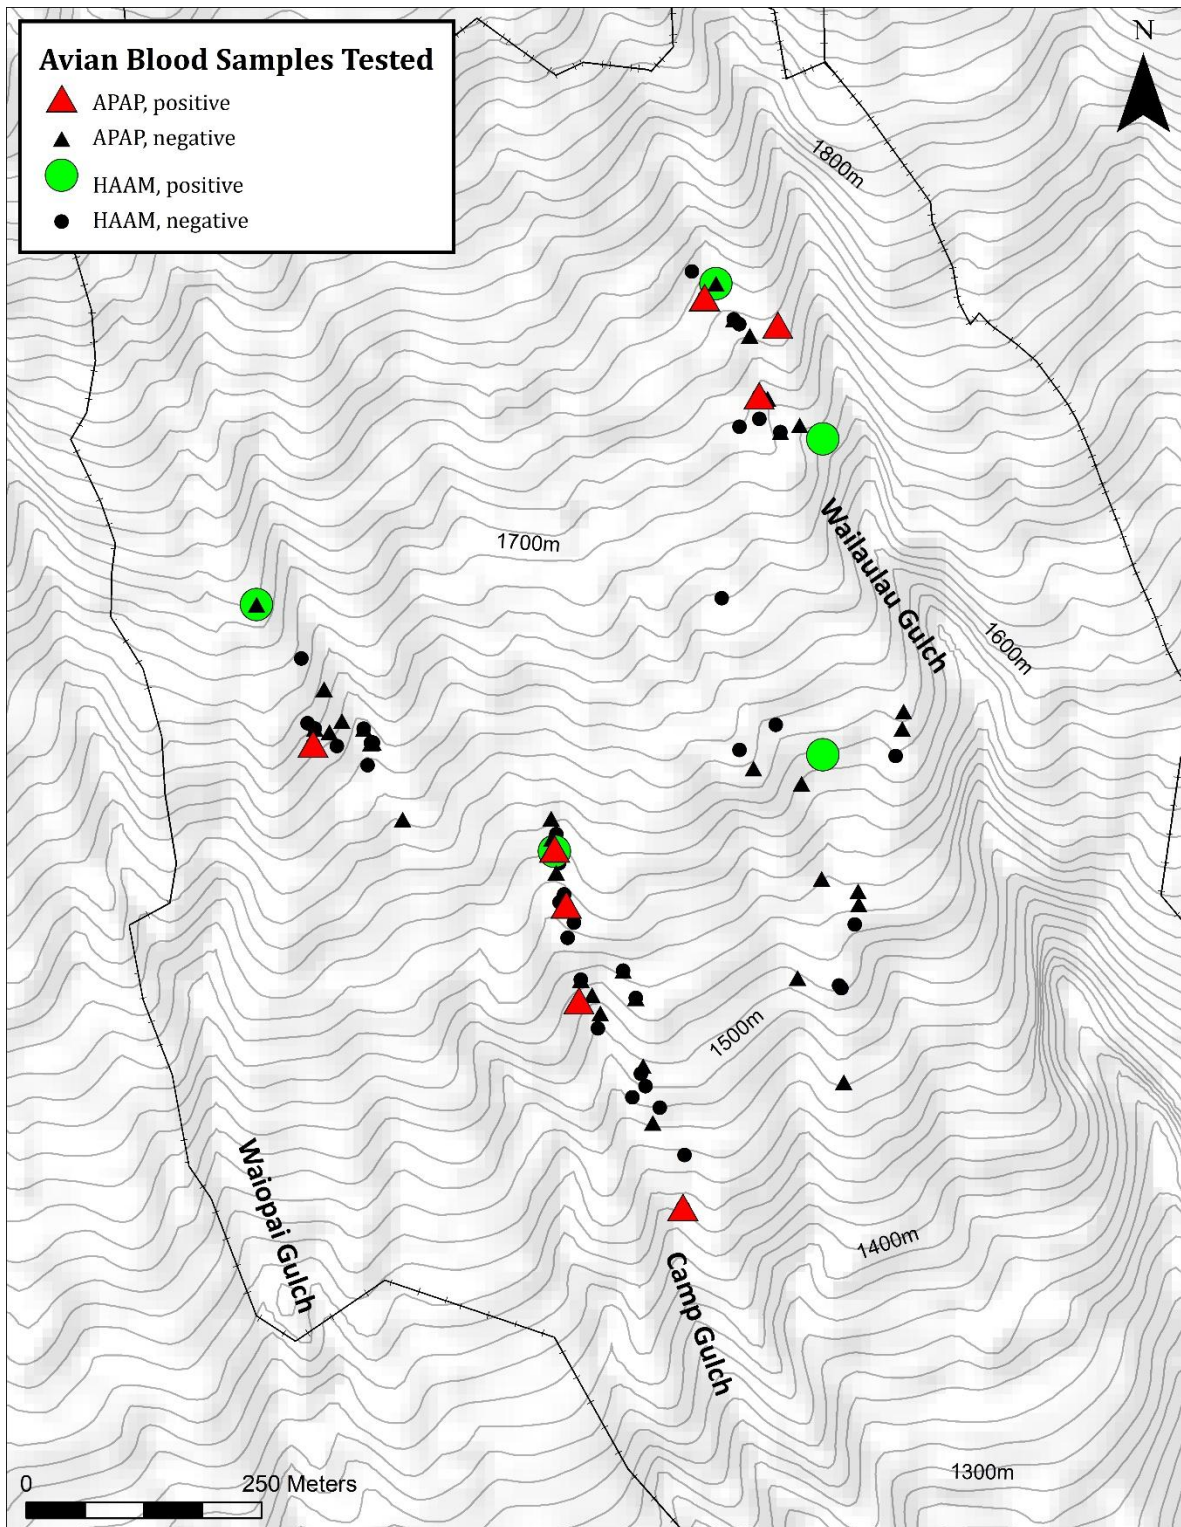 Avian Blood Samples Tested
APAP, positive
APAP, negative
HAAM, positive
HAAM, negative
N
1800m
1700m
Wailaulau Gulch
1600m
1500m
Waiopai Gulch
1400m
Camp Gulch
1300m
0 250 Meters